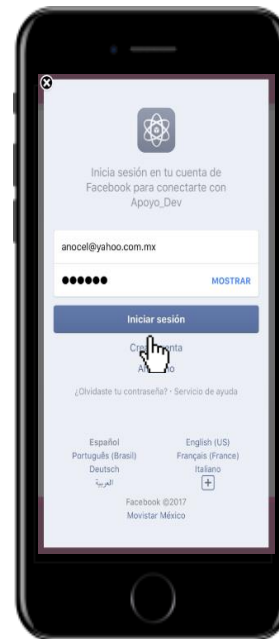 Inicia sesión en tu cuenta de
Facebook para conectarte con
Apoyo_Dev
anocel@yahoo.com.mx
●●●●●● MOSTRAR
Iniciar sesión
¿Olvidaste tu contraseña? · Servicio de ayuda
Español English (US)
Português (Brasil) Français (France)
Deutsch Italiano
العربية +
Facebook ©2017
Movistar México